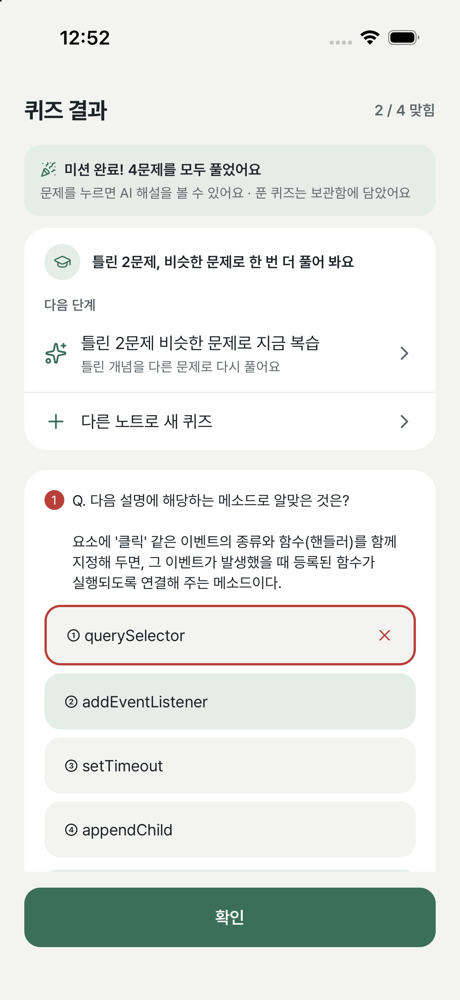 12:52
퀴즈 결과
2 / 4 맞힘
미션 완료! 4문제를 모두 풀었어요
문제를 누르면 AI 해설을 볼 수 있어요 · 푼 퀴즈는 보관함에 담았어요
틀린 2문제, 비슷한 문제로 한 번 더 풀어 봐요
다음 단계
틀린 2문제 비슷한 문제로 지금 복습
틀린 개념을 다른 문제로 다시 풀어요
다른 노트로 새 퀴즈
1 Q. 다음 설명에 해당하는 메소드로 알맞은 것은?
요소에 '클릭' 같은 이벤트의 종류와 함수(핸들러)를 함께
지정해 두면, 그 이벤트가 발생했을 때 등록된 함수가
실행되도록 연결해 주는 메소드이다.
① querySelector
② addEventListener
③ setTimeout
④ appendChild
확인